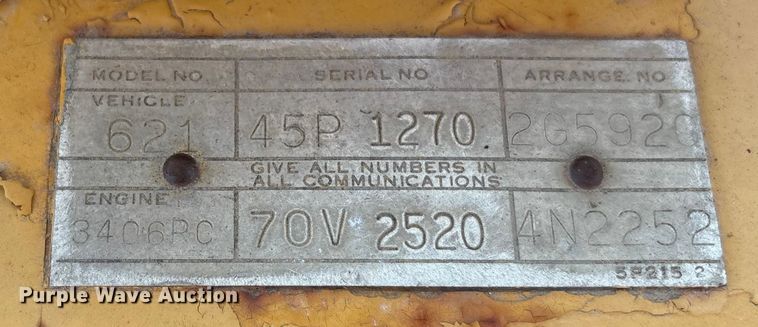 MODEL NO. SERIAL NO ARRANGE. NO
VEHICLE
621 45P 1270 2G5920
GIVE ALL NUMBERS IN
ALL COMMUNICATIONS
ENGINE
3406PC 70V 2520 4N2252
5P215 2
Purple Wave Auction